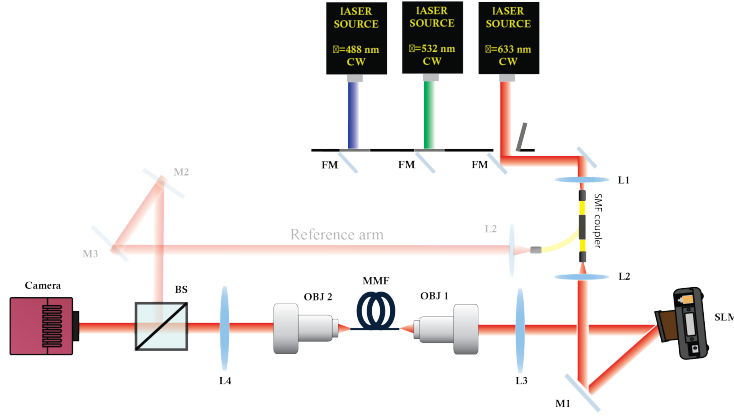 lASER
SOURCE
=488 nm
CW
lASER
SOURCE
=532 nm
CW
lASER
SOURCE
=633 nm
CW
FM
FM
FM
L1
SMF coupler
M2
M3
Reference arm
L2
L2
Camera
BS
OBJ 2
MMF
OBJ 1
SLM
L4
L3
M1